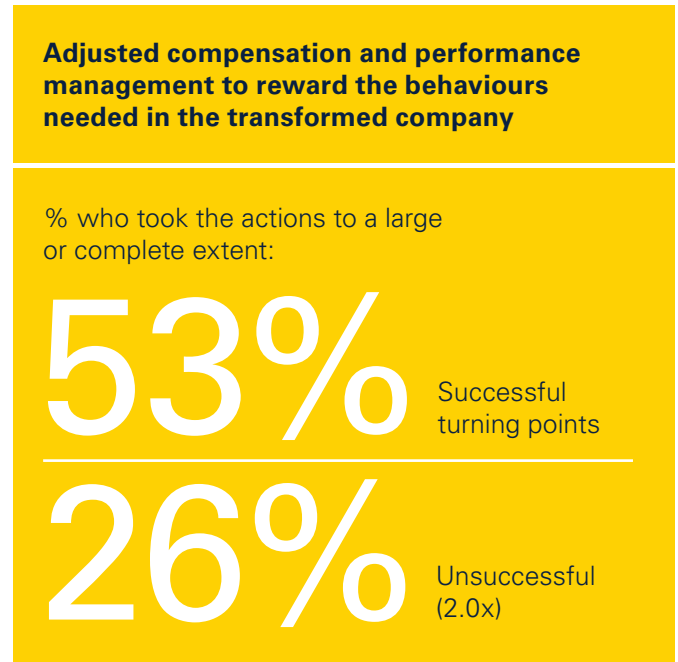 Adjusted compensation and performance
management to reward the behaviours
needed in the transformed company
% who took the actions to a large
or complete extent:
53%
Successful
turning points
26%
Unsuccessful
(2.0x)